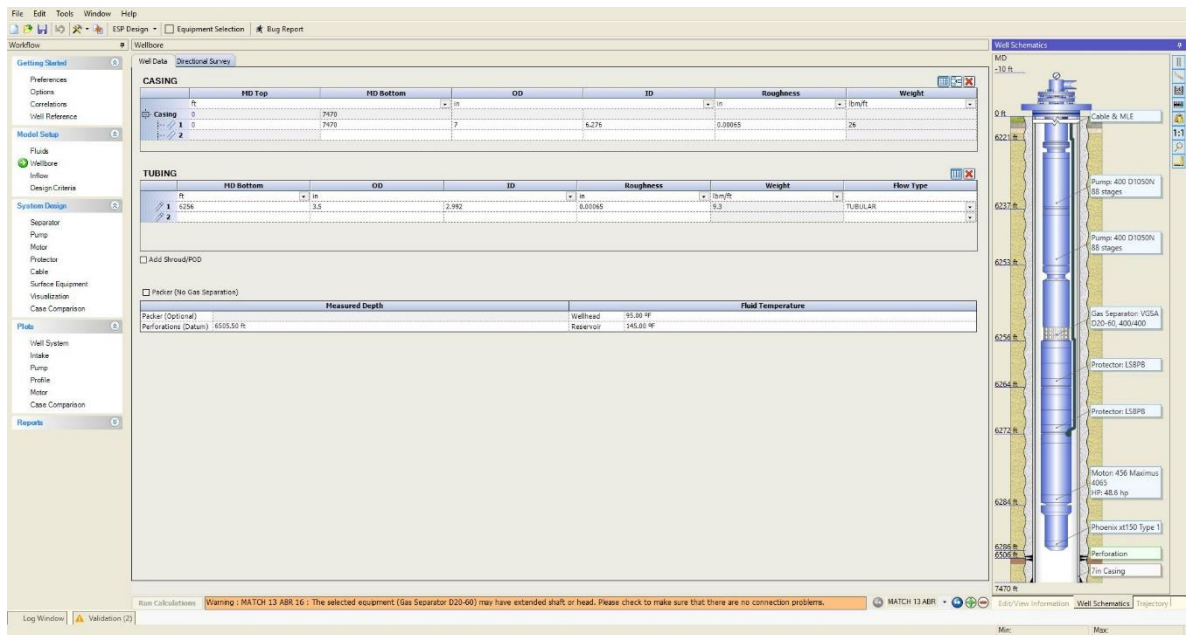 File Edit Tools Window Help
ESP Design Equipment Selection Bug Report
Workflow
Getting Started
Preferences
Options
Correlations
Well Reference
Model Setup
Fluids
Wellbore
Inflow
Design Criteria
System Design
Separator
Pump
Motor
Protector
Cable
Surface Equipment
Visualization
Case Comparison
Plots
Well System
Intake
Pump
Profile
Motor
Case Comparison
Reports
Wellbore
Well Data Directional Survey
CASING
MD Top MD Bottom OD ID Roughness Weight
ft in in lbm/ft
Casing 0 7470
1 0 7470 7 6.276 0.00065 26
2
TUBING
MD Bottom OD ID Roughness Weight Flow Type
ft in in lbm/ft
1 6256 3.5 2.992 0.00065 9.3 TUBULAR
2
Add Shroud/POD
Packer (No Gas Separation)
Measured Depth Fluid Temperature
Packer (Optional) Wellhead 95.00 ºF
Perforations (Datum) 6505.50 ft Reservoir 145.00 ºF
Run Calculations Warning : MATCH 13 ABR 16 : The selected equipment (Gas Separator D20-60) may have extended shaft or head. Please check to make sure that there are no connection problems. MATCH 13 ABR
Log Window Validation (2)
Well Schematics
MD
-10 ft
0 ft
Cable & MLE
6221 ft
Pump: 400 D1050N
88 stages
6237 ft
Pump: 400 D1050N
88 stages
6253 ft
Gas Separator: VGSA
D20-60, 400/400
6256 ft
Protector: LSBPB
6264 ft
Protector: LSBPB
6272 ft
Motor: 456 Maximus
4065
HP: 48.6 hp
6284 ft
Phoenix xt150 Type 1
6286 ft
6506 ft
Perforation
7in Casing
7470 ft
1:1
Edit/View Information Well Schematics Trajectory
Min: Max: